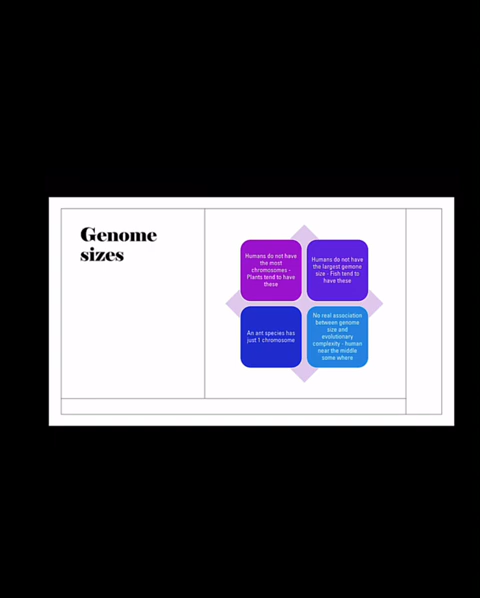 Genome
sizes
Humans do not have
the most
chromosomes -
Plants tend to have
these
Humans do not have
the largest genome
size - Fish tend to
have these
An ant species has
just 1 chromosome
No real association
between genome
size and
evolutionary
complexity - human
near the middle
some where